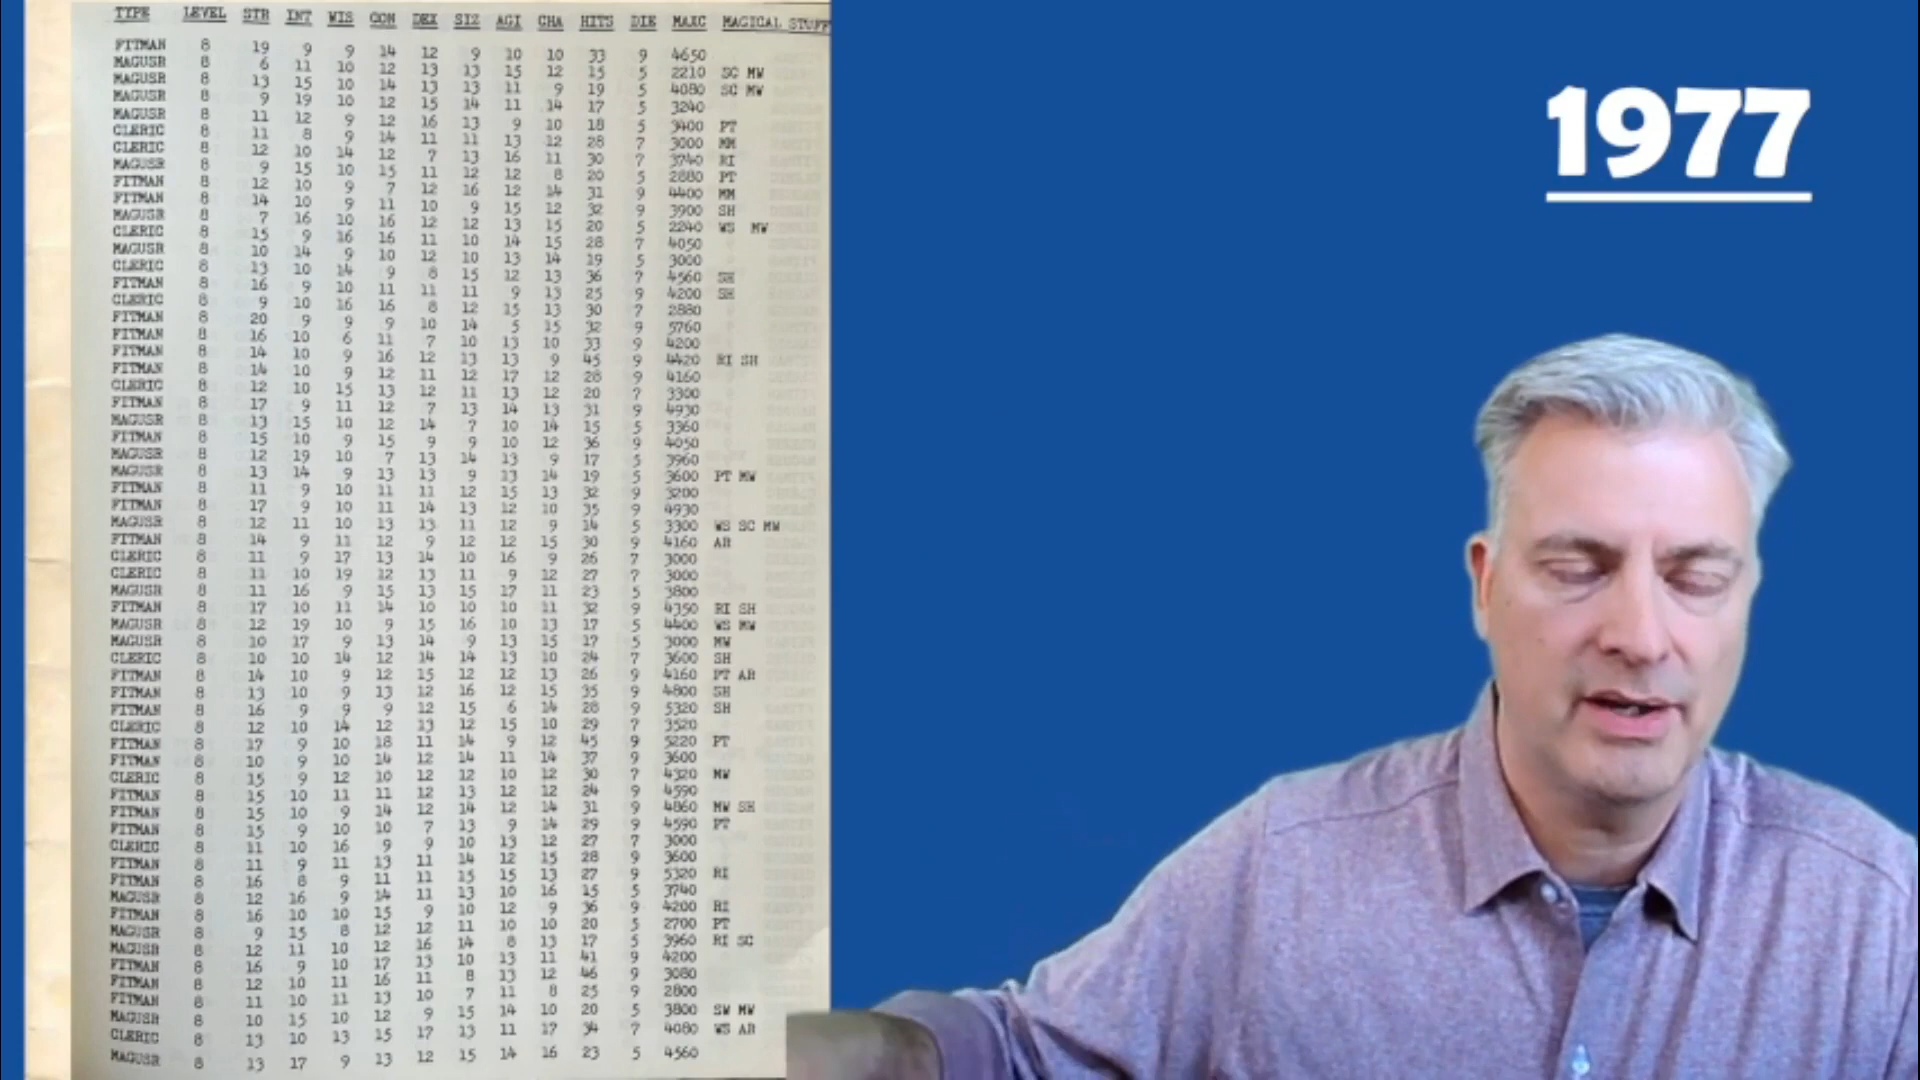 1977
TYPE LEVEL STR INT WIS CON DEX SIZ AGI CHA HITS DIE MAXC MAGICAL STUFF
FITMAN 8 19 9 9 14 12 9 10 10 33 9 4650
MAGUSR 8 6 11 10 12 13 13 15 12 15 5 2210 SC MW
MAGUSR 8 13 15 10 14 13 13 11 9 19 5 4080 SC MW
MAGUSR 8 9 19 10 12 15 14 11 14 17 5 3240
MAGUSR 8 11 12 9 12 16 13 9 10 18 5 3400 PT
CLERIC 8 11 8 9 14 11 11 13 12 28 7 3000 MM
CLERIC 8 12 10 14 12 7 13 16 11 30 7 3740 RI
MAGUSR 8 9 15 10 15 11 12 12 8 20 5 2880 PT
FITMAN 8 12 10 9 7 12 16 12 14 31 9 4400 MM
FITMAN 8 14 10 9 11 10 9 15 12 32 9 3900 SH
MAGUSR 8 7 16 10 16 12 12 13 15 20 5 2240 WS MW
CLERIC 8 15 9 16 16 11 10 14 15 28 7 4050
MAGUSR 8 10 14 9 10 12 10 13 14 19 5 3000
CLERIC 8 13 10 14 9 8 15 12 13 36 7 4560 SH
FITMAN 8 16 9 10 11 11 11 9 13 25 9 4200 SH
CLERIC 8 9 10 16 16 8 12 15 13 30 7 2880
FITMAN 8 20 9 9 9 10 14 5 15 32 9 5760
FITMAN 8 16 10 6 11 7 10 13 10 33 9 4200
FITMAN 8 14 10 9 16 12 13 13 9 45 9 4420 RI SH
FITMAN 8 14 10 9 12 11 12 17 12 28 9 4160
CLERIC 8 12 10 15 13 12 11 13 12 20 7 3300
FITMAN 8 17 9 11 12 7 13 14 13 31 9 4930
MAGUSR 8 13 15 10 12 14 7 10 14 15 5 3360
FITMAN 8 15 10 9 15 9 9 10 12 36 9 4050
MAGUSR 8 12 19 10 7 13 14 13 9 17 5 3960
MAGUSR 8 13 14 9 13 13 9 13 14 19 5 3600 PT MW
FITMAN 8 11 9 10 11 11 12 15 13 32 9 3200
FITMAN 8 17 9 10 11 14 13 12 10 35 9 4930
MAGUSR 8 12 11 10 13 13 11 12 9 14 5 3300 WS SC MW
FITMAN 8 14 9 11 12 9 12 12 15 30 9 4160 AR
CLERIC 8 11 9 17 13 14 10 16 9 26 7 3000
CLERIC 8 11 10 19 12 13 11 9 12 27 7 3000
MAGUSR 8 11 16 9 15 13 15 17 11 23 5 3800
FITMAN 8 17 10 11 14 10 10 10 11 32 9 4350 RI SH
MAGUSR 8 12 19 10 9 15 16 10 13 17 5 4400 WS MW
MAGUSR 8 10 17 9 13 14 9 13 15 17 5 3000 MW
CLERIC 8 10 10 14 12 14 14 13 10 24 7 3600 SH
FITMAN 8 14 10 9 12 15 12 12 13 26 9 4160 PT AR
FITMAN 8 13 10 9 13 12 16 12 15 35 9 4800 SH
FITMAN 8 16 9 9 9 12 15 6 14 28 9 5320 SH
CLERIC 8 12 10 14 12 13 12 15 10 29 7 3520
FITMAN 8 17 9 10 18 11 14 9 12 45 9 5220 PT
FITMAN 8 10 9 10 14 12 14 11 14 37 9 3600
CLERIC 8 15 9 12 10 12 12 10 12 30 7 4320 MW
FITMAN 8 15 10 11 11 12 13 12 12 24 9 4590
FITMAN 8 15 10 9 14 12 14 12 14 31 9 4860 MW SH
FITMAN 8 15 9 10 10 7 13 9 14 29 9 4590 PT
CLERIC 8 11 10 16 9 9 10 13 12 27 7 3000
FITMAN 8 11 9 11 13 11 14 12 15 28 9 3600
FITMAN 8 16 8 9 11 11 15 15 13 27 9 5320 RI
MAGUSR 8 12 16 9 14 11 13 10 16 15 5 3740
FITMAN 8 16 10 10 15 9 10 12 9 36 9 4200 RI
MAGUSR 8 9 15 8 12 12 11 10 10 20 5 2700 PT
MAGUSR 8 12 11 10 12 16 14 8 13 17 5 3960 RI SC
FITMAN 8 16 9 10 17 13 10 13 11 41 9 4200
FITMAN 8 12 10 11 16 11 8 13 12 46 9 3080
FITMAN 8 11 10 11 13 10 7 11 8 25 9 2800
MAGUSR 8 10 15 10 12 9 15 14 10 20 5 3800 SW MW
CLERIC 8 13 10 13 15 17 13 11 17 34 7 4080 WS AR
MAGUSR 8 13 17 9 13 12 15 14 16 23 5 4560